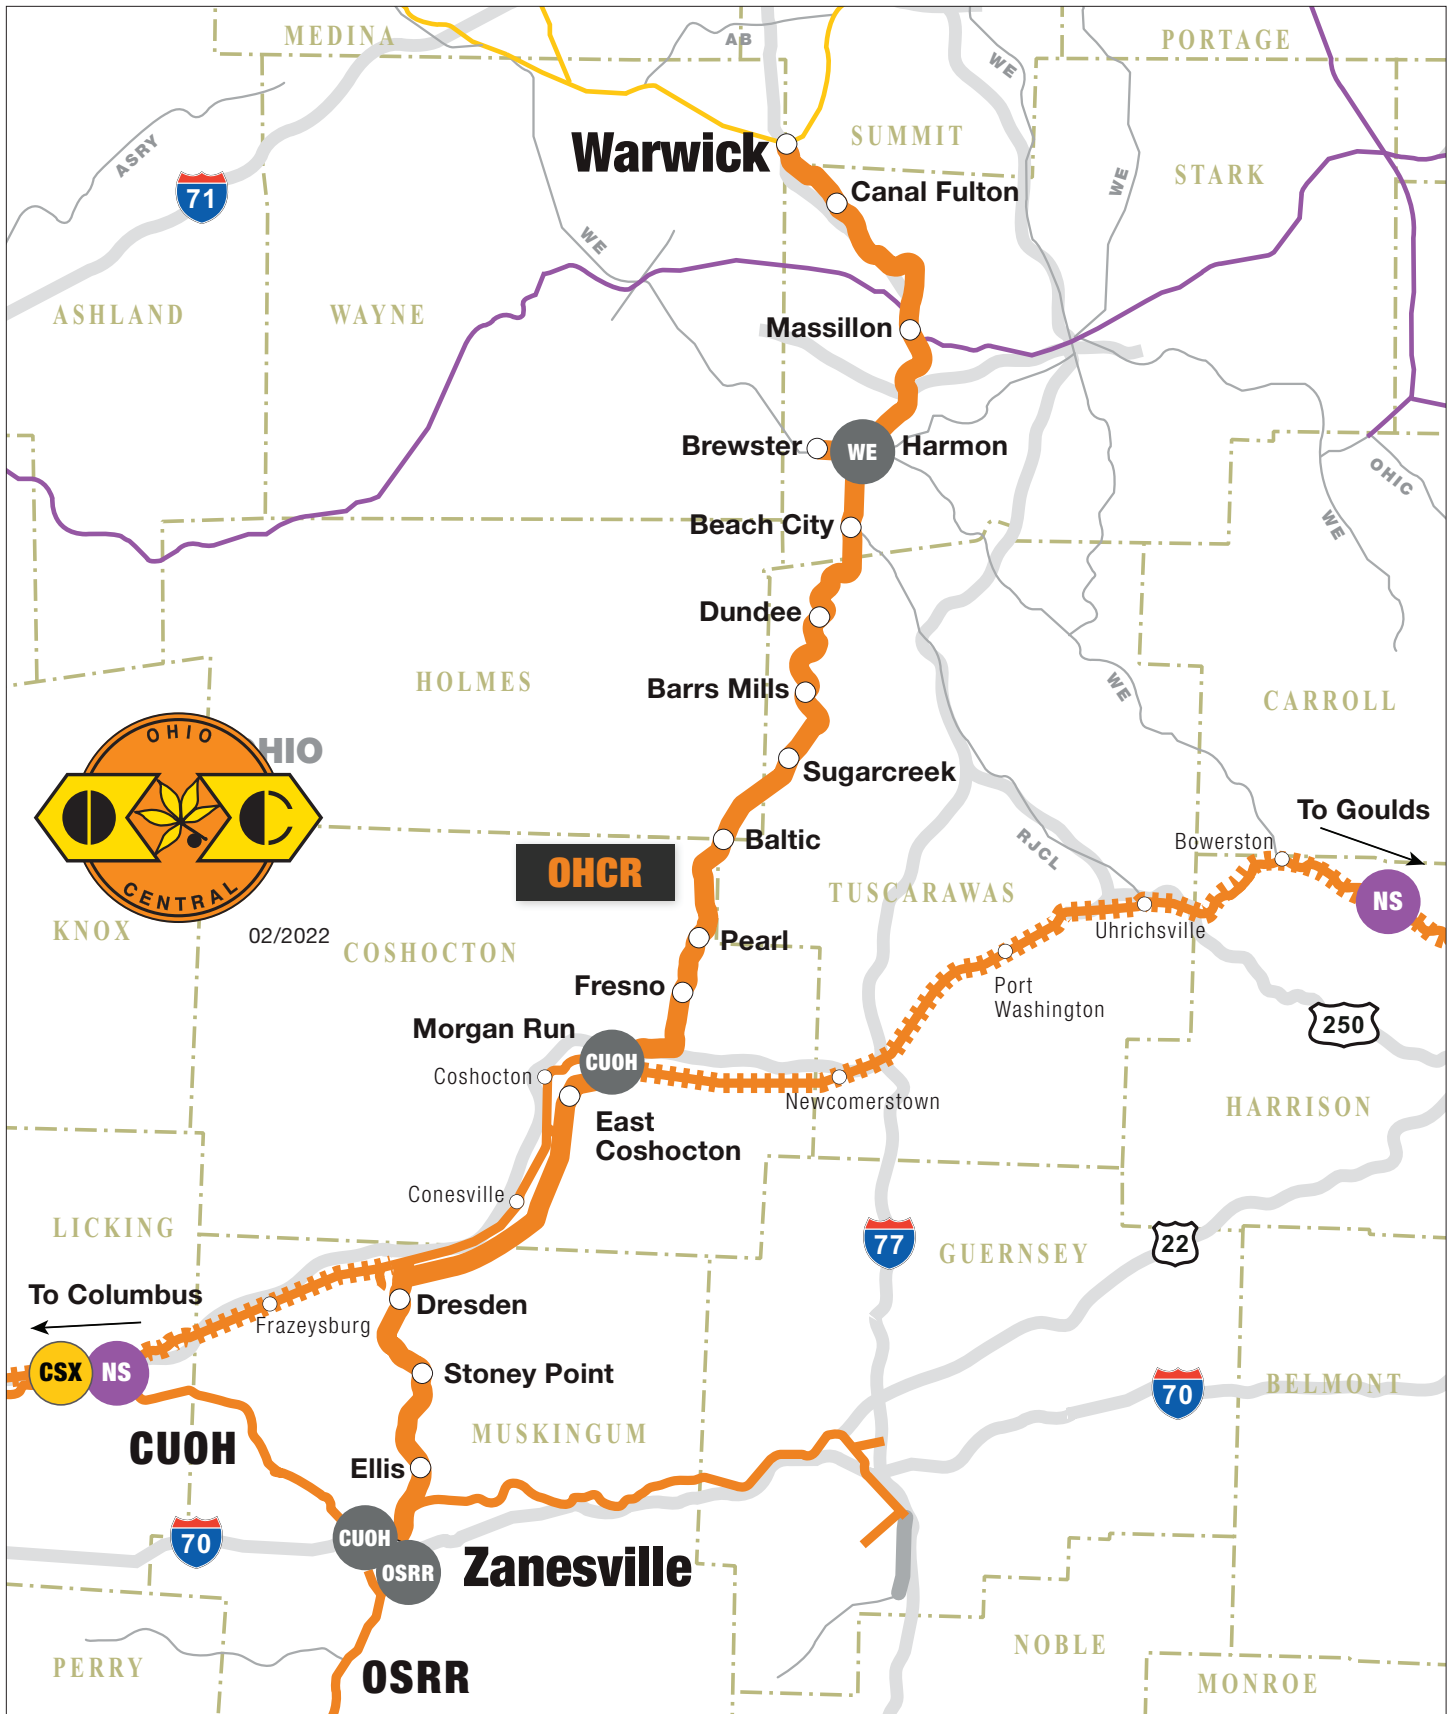 MEDINA
AB
WE
PORTAGE
ASRY
Warwick
SUMMIT
71
Canal Fulton
WE
STARK
WE
ASHLAND
WAYNE
Massillon
Brewster
WE
Harmon
OHIC
WE
Beach City
Dundee
HOLMES
Barrs Mills
WE
CARROLL
OHIO
HIO
CENTRAL
Sugarcreek
To Goulds
Baltic
RJCL
Bowerston
OHCR
TUSCARAWAS
NS
KNOX
02/2022
COSHOCTON
Pearl
Uhrichsville
Fresno
Port
Washington
Morgan Run
CUOH
250
Coshocton
Newcomerstown
HARRISON
East
Coshocton
Conesville
LICKING
77
GUERNSEY
22
To Columbus
Dresden
Frazeysburg
CSX
NS
Stoney Point
70
BELMONT
CUOH
MUSKINGUM
Ellis
70
CUOH
OSRR
Zanesville
PERRY
OSRR
NOBLE
MONROE